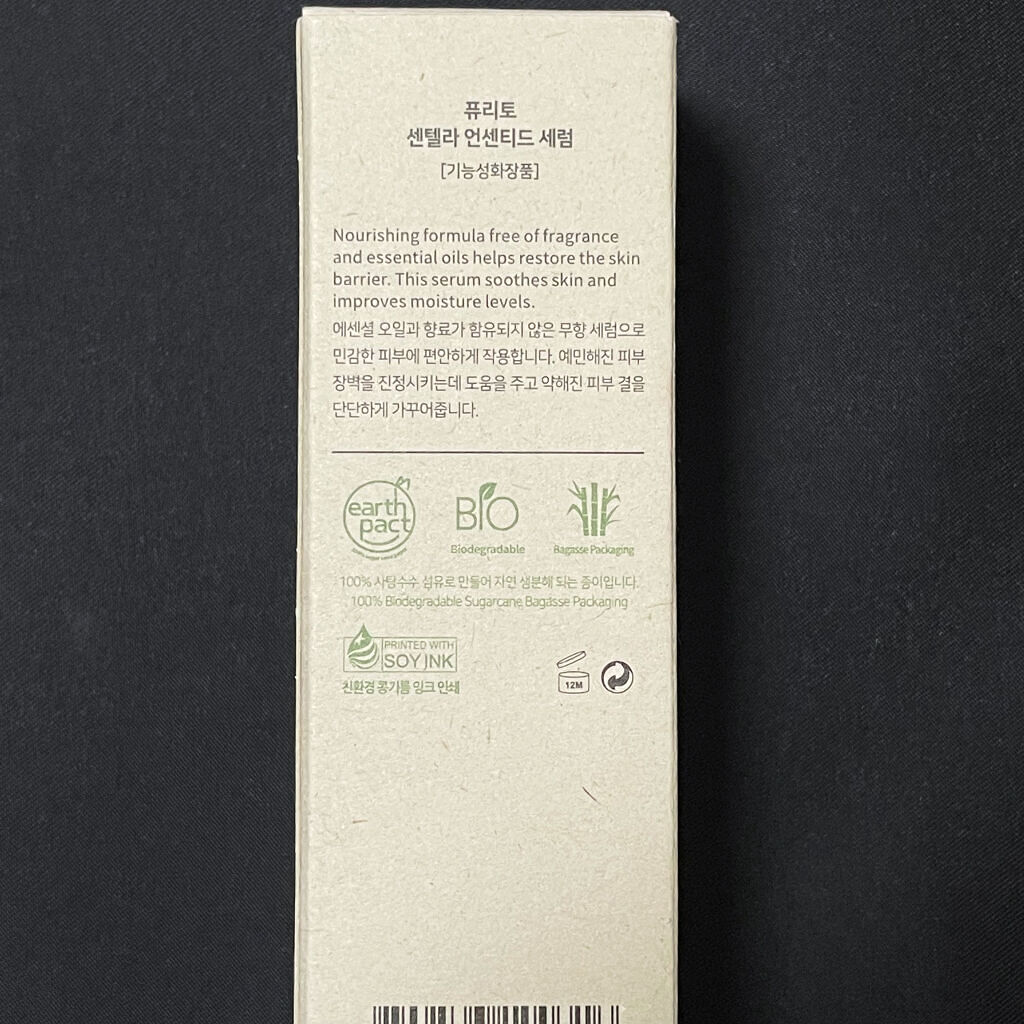 퓨리토
센텔라 언센티드 세럼
[기능성화장품]
Nourishing formula free of fragrance
and essential oils helps restore the skin
barrier. This serum soothes skin and
improves moisture levels.
에센셜 오일과 향료가 함유되지 않은 무향 세럼으로
민감한 피부에 편안하게 작용합니다. 예민해진 피부
장벽을 진정시키는데 도움을 주고 약해진 피부 결을
단단하게 가꾸어줍니다.
earth
pact
BIO
Biodegradable
Bagasse Packaging
100% 사탕수수 섬유로 만들어 자연 생분해 되는 종이입니다.
100% Biodegradable Sugarcane Bagasse Packaging
PRINTED WITH
SOY INK
친환경 콩기름 잉크 인쇄
12M